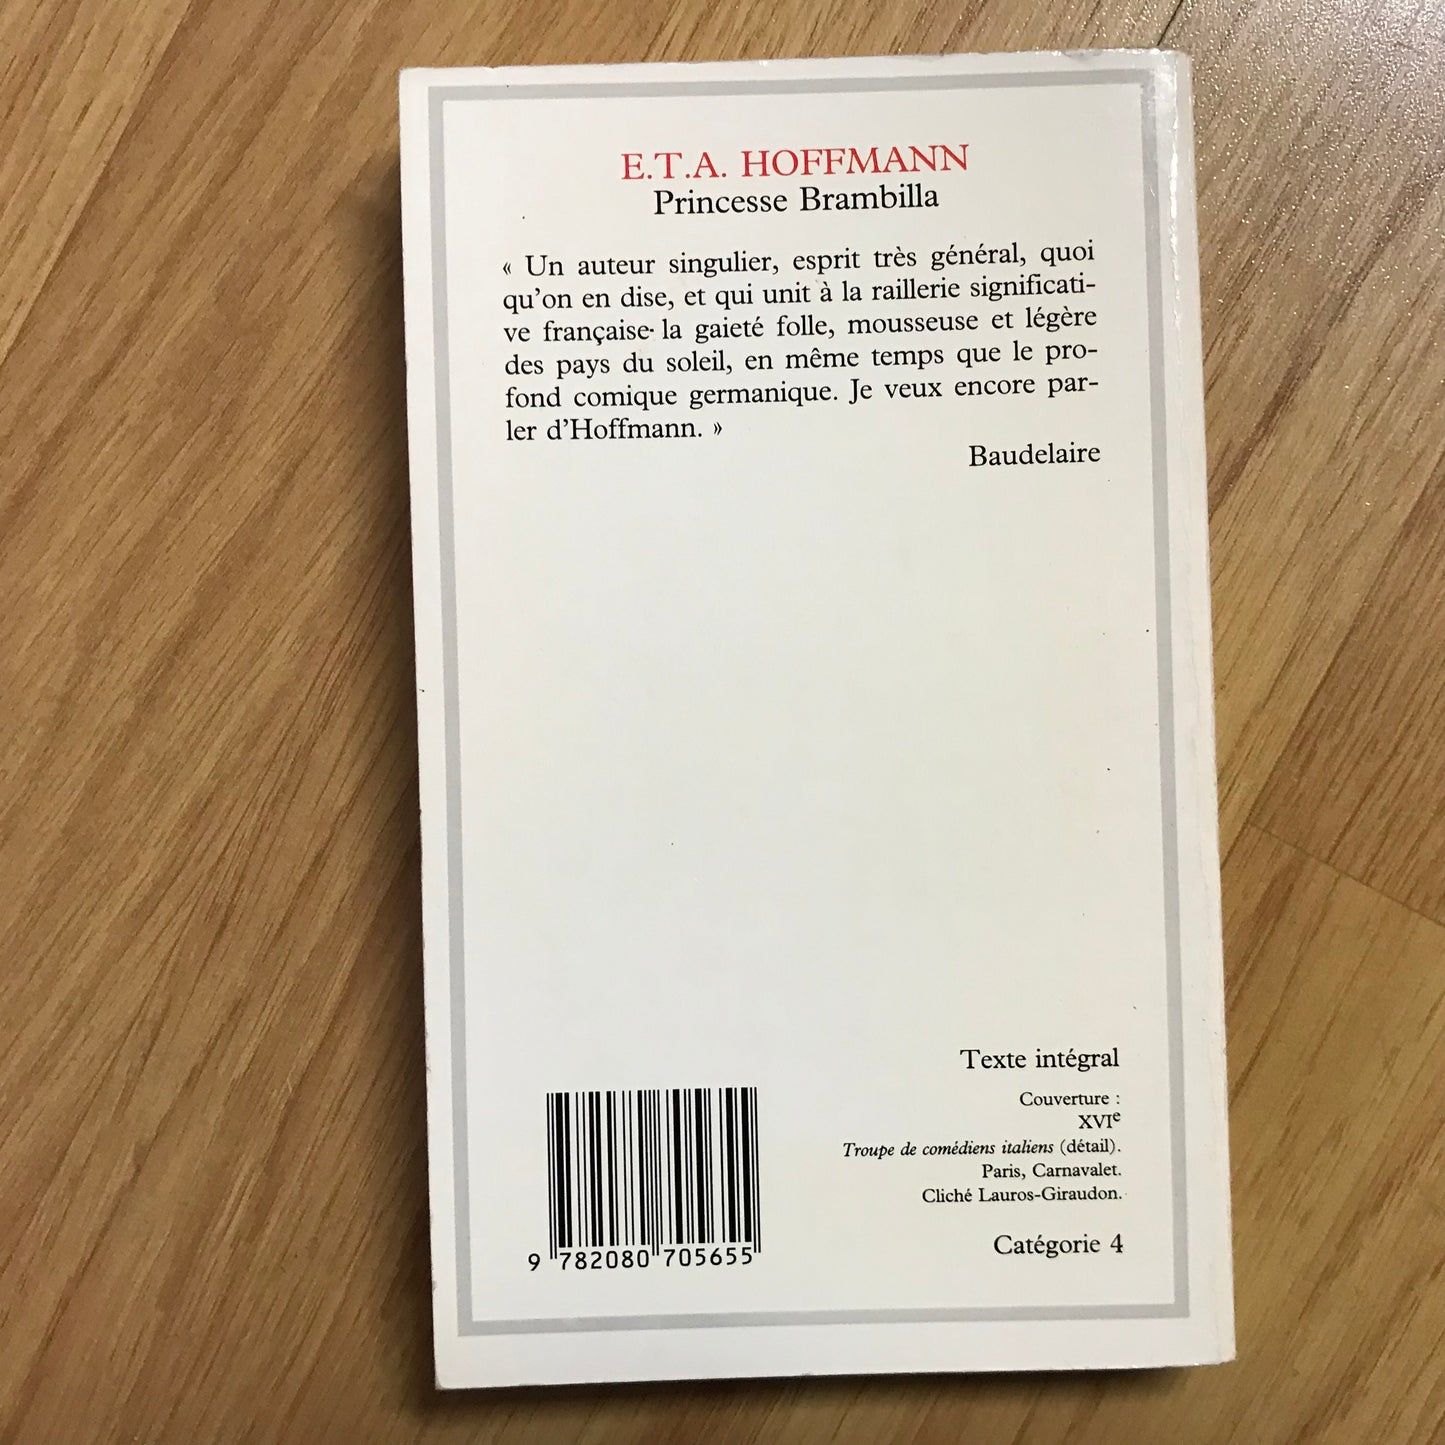 E.T.A. HOFFMANN
Princesse Brambilla
« Un auteur singulier, esprit très général, quoi
qu'on en dise, et qui unit à la raillerie significati-
ve française la gaieté folle, mousseuse et légère
des pays du soleil, en même temps que le pro-
fond comique germanique. Je veux encore par-
ler d'Hoffmann. »
Baudelaire
Texte intégral
Couverture :
XVIe
Troupe de comédiens italiens (détail).
Paris, Carnavalet.
Cliché Lauros-Giraudon.
Catégorie 4
9 782080 705655